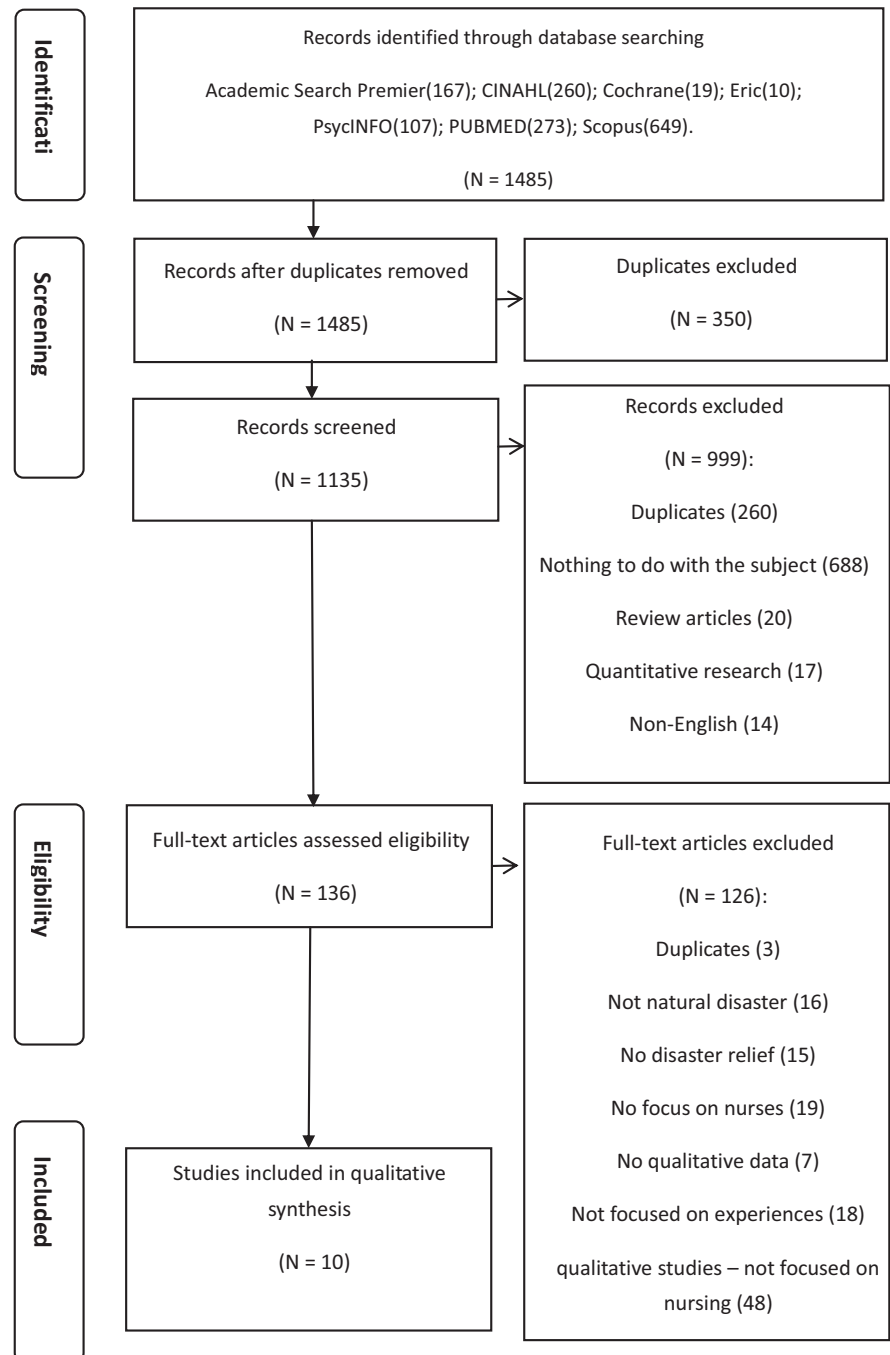 Identificati
Records identified through database searching
Academic Search Premier(167); CINAHL(260); Cochrane(19); Eric(10);
PsycINFO(107); PUBMED(273); Scopus(649).
(N = 1485)
Screening
Records after duplicates removed
(N = 1485)
Duplicates excluded
(N = 350)
Records screened
(N = 1135)
Records excluded
(N = 999):
Duplicates (260)
Nothing to do with the subject (688)
Review articles (20)
Quantitative research (17)
Non-English (14)
Eligibility
Full-text articles assessed eligibility
(N = 136)
Full-text articles excluded
(N = 126):
Duplicates (3)
Not natural disaster (16)
No disaster relief (15)
No focus on nurses (19)
No qualitative data (7)
Not focused on experiences (18)
qualitative studies – not focused on
nursing (48)
Included
Studies included in qualitative
synthesis
(N = 10)